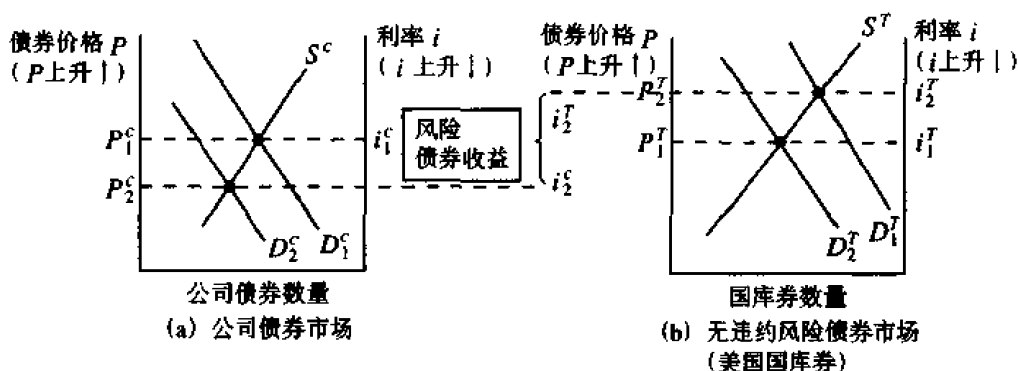 债券价格 P
(P上升↑)
S^c
利率 i
(i 上升↓)
P_1^c
i_1^c
P_2^c
D_2^c
D_1^c
公司债券数量
(a) 公司债券市场
风险
债券收益
i_2^T
i_2^c
债券价格 P
(P上升↑)
S^T
利率 i
(i上升↓)
P_2^T
i_2^T
P_1^T
i_1^T
D_2^T
D_1^T
国库券数量
(b) 无违约风险债券市场
(美国国库券)